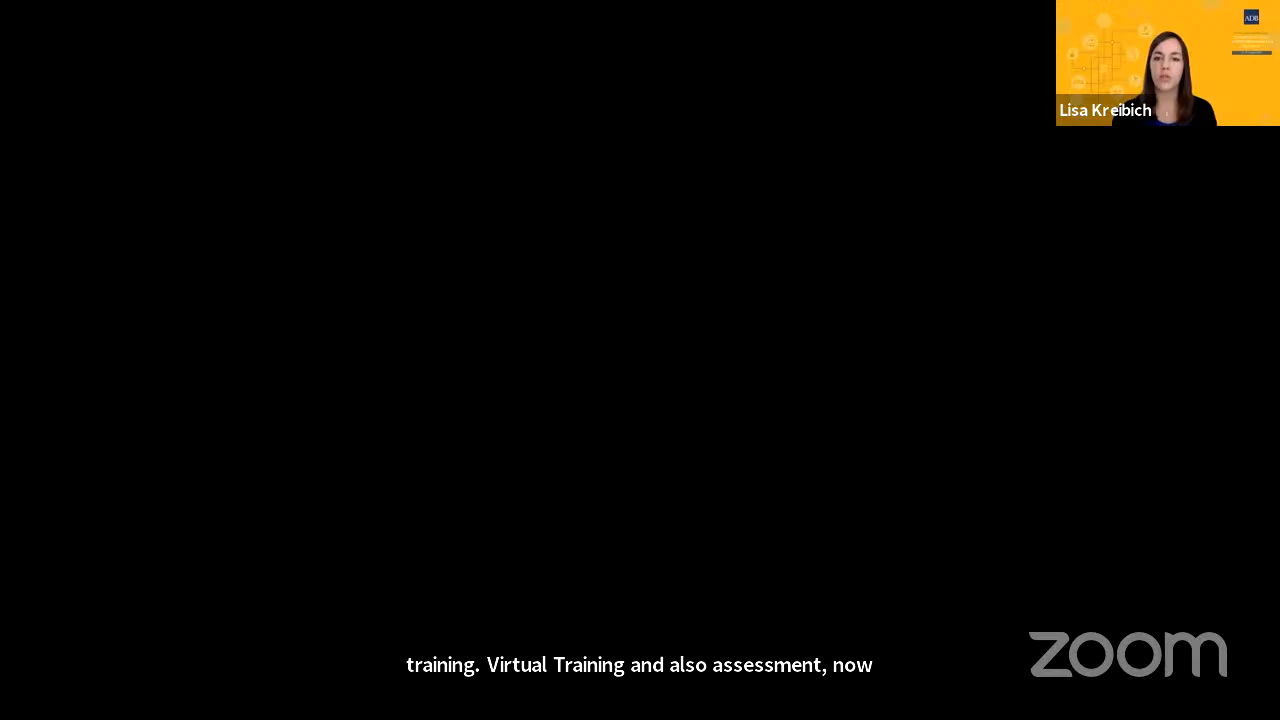 ADB
Lisa Kreibich
training. Virtual Training and also assessment, now
zoom